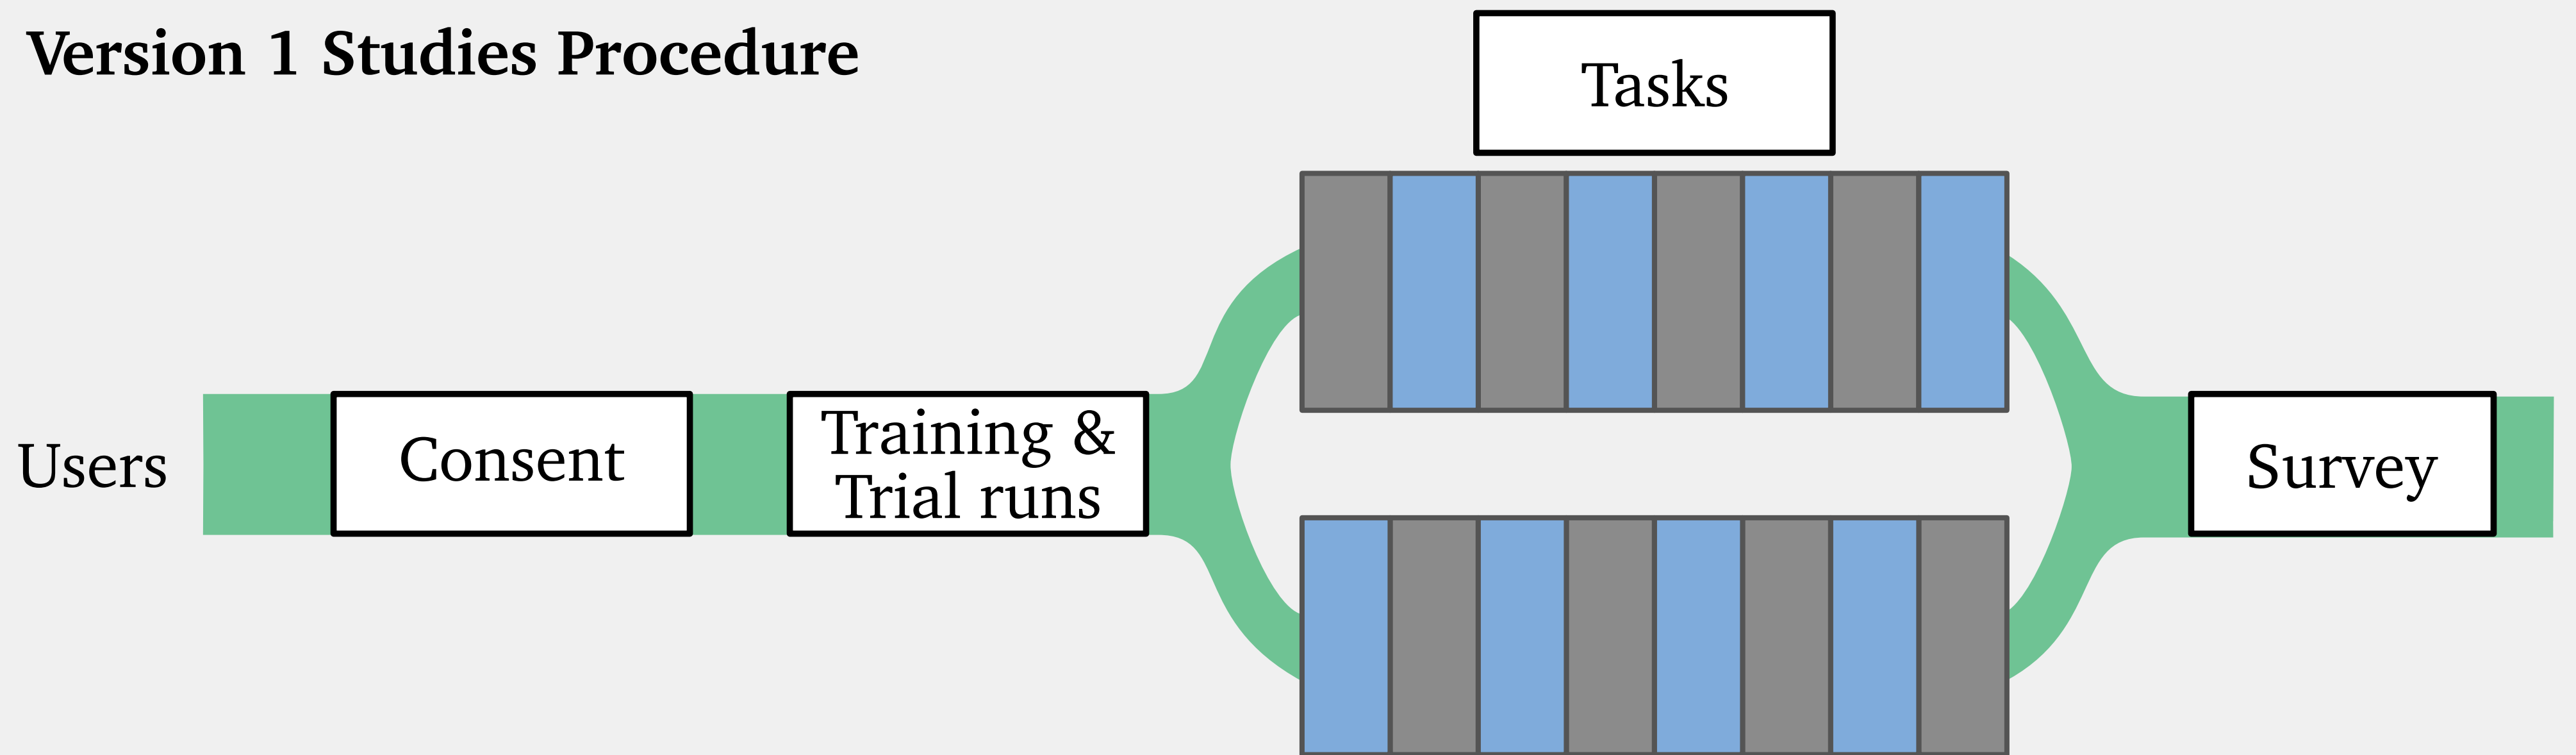 Version 1 Studies Procedure
Tasks
Users
Consent
Training &
Trial runs
Survey